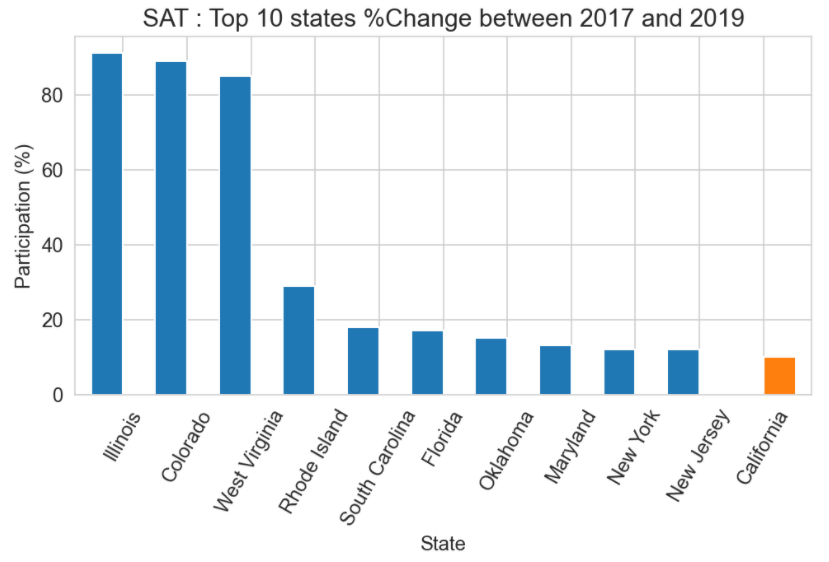 SAT : Top 10 states %Change between 2017 and 2019
Participation (%)
80
60
40
20
0
Illinois
Colorado
West Virginia
Rhode Island
South Carolina
Florida
Oklahoma
Maryland
New York
New Jersey
California
State